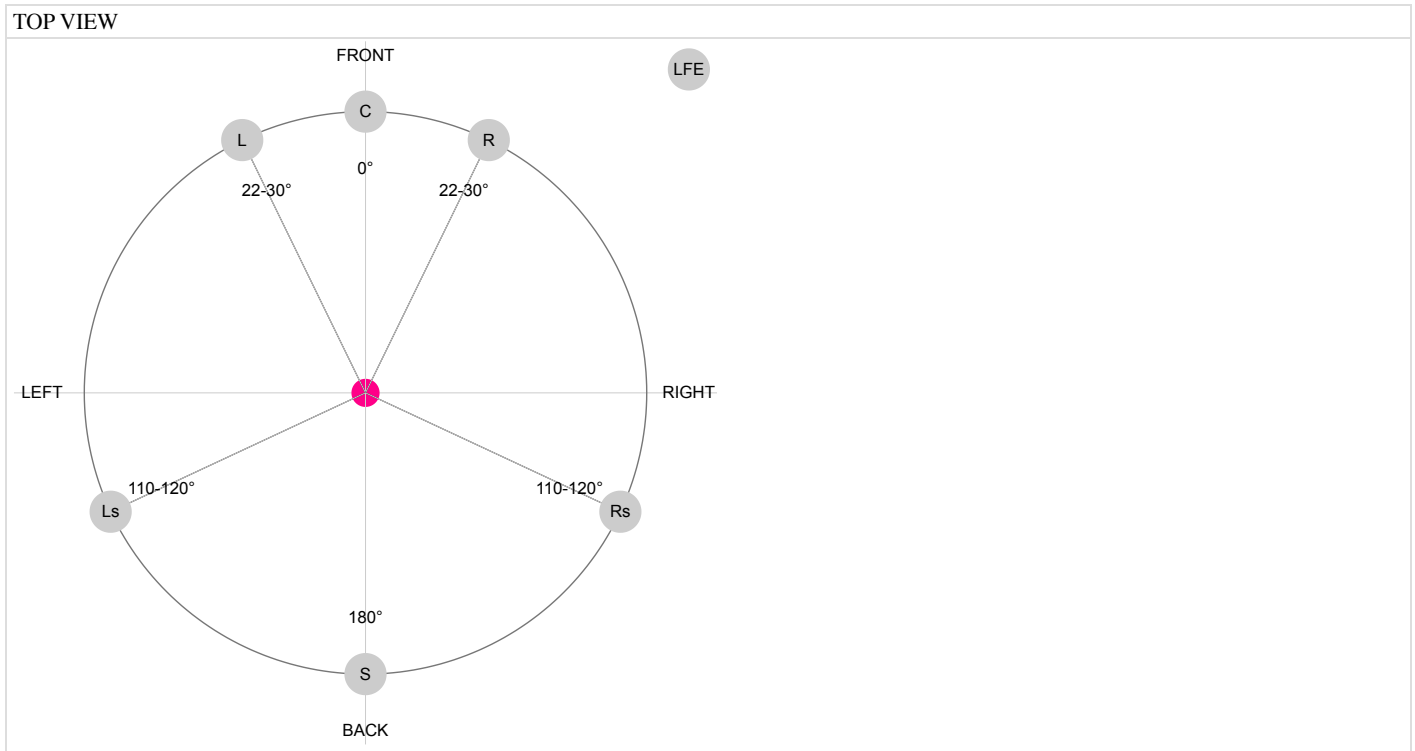 TOP VIEW
FRONT
LFE
C
L
R
0°
22-30°
22-30°
LEFT
RIGHT
110-120°
110-120°
Ls
Rs
180°
S
BACK